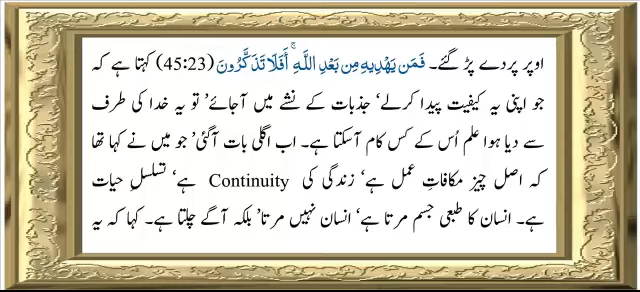 اوپر پردے پڑ گئے۔ فَمَن يَهْدِيهِ مِن بَعْدِ اللَّهِ ۚ أَفَلَا تَذَكَّرُونَ (45:23) کہتا ہے کہ
جو اپنی یہ کیفیت پیدا کرلے‘ جذبات کے نشے میں آجائے’ تو یہ خدا کی طرف
سے دیا ہوا علم اُس کے کس کام آسکتا ہے۔ اب اگلی بات آگئی’ جو میں نے کہا تھا
کہ اصل چیز مکافاتِ عمل ہے‘ زندگی کی Continuity ہے‘ تسلسلِ حیات
ہے۔ انسان کا طبعی جسم مرتا ہے‘ انسان نہیں مرتا’ بلکہ آگے چلتا ہے۔ کہا کہ یہ